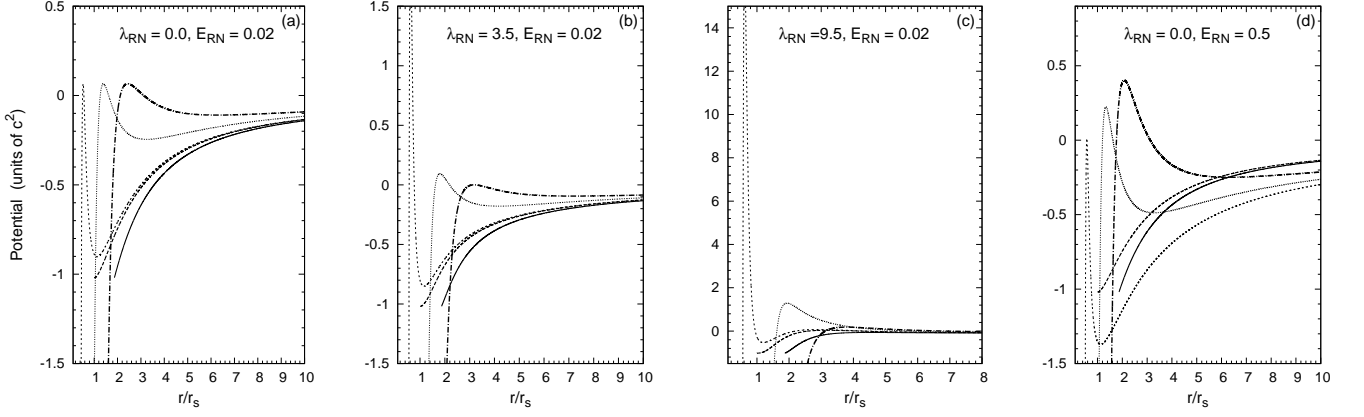 (a)
λRN = 0.0, ERN = 0.02
Potential (units of c²)
0.5
0
-0.5
-1
-1.5
1 2 3 4 5 6 7 8 9 10
r/rs
(b)
λRN = 3.5, ERN = 0.02
1.5
1
0.5
0
-0.5
-1
-1.5
1 2 3 4 5 6 7 8 9 10
r/rs
(c)
λRN =9.5, ERN = 0.02
14
12
10
8
6
4
2
0
1 2 3 4 5 6 7 8
r/rs
(d)
λRN = 0.0, ERN = 0.5
0.5
0
-0.5
-1
-1.5
1 2 3 4 5 6 7 8 9 10
r/rs